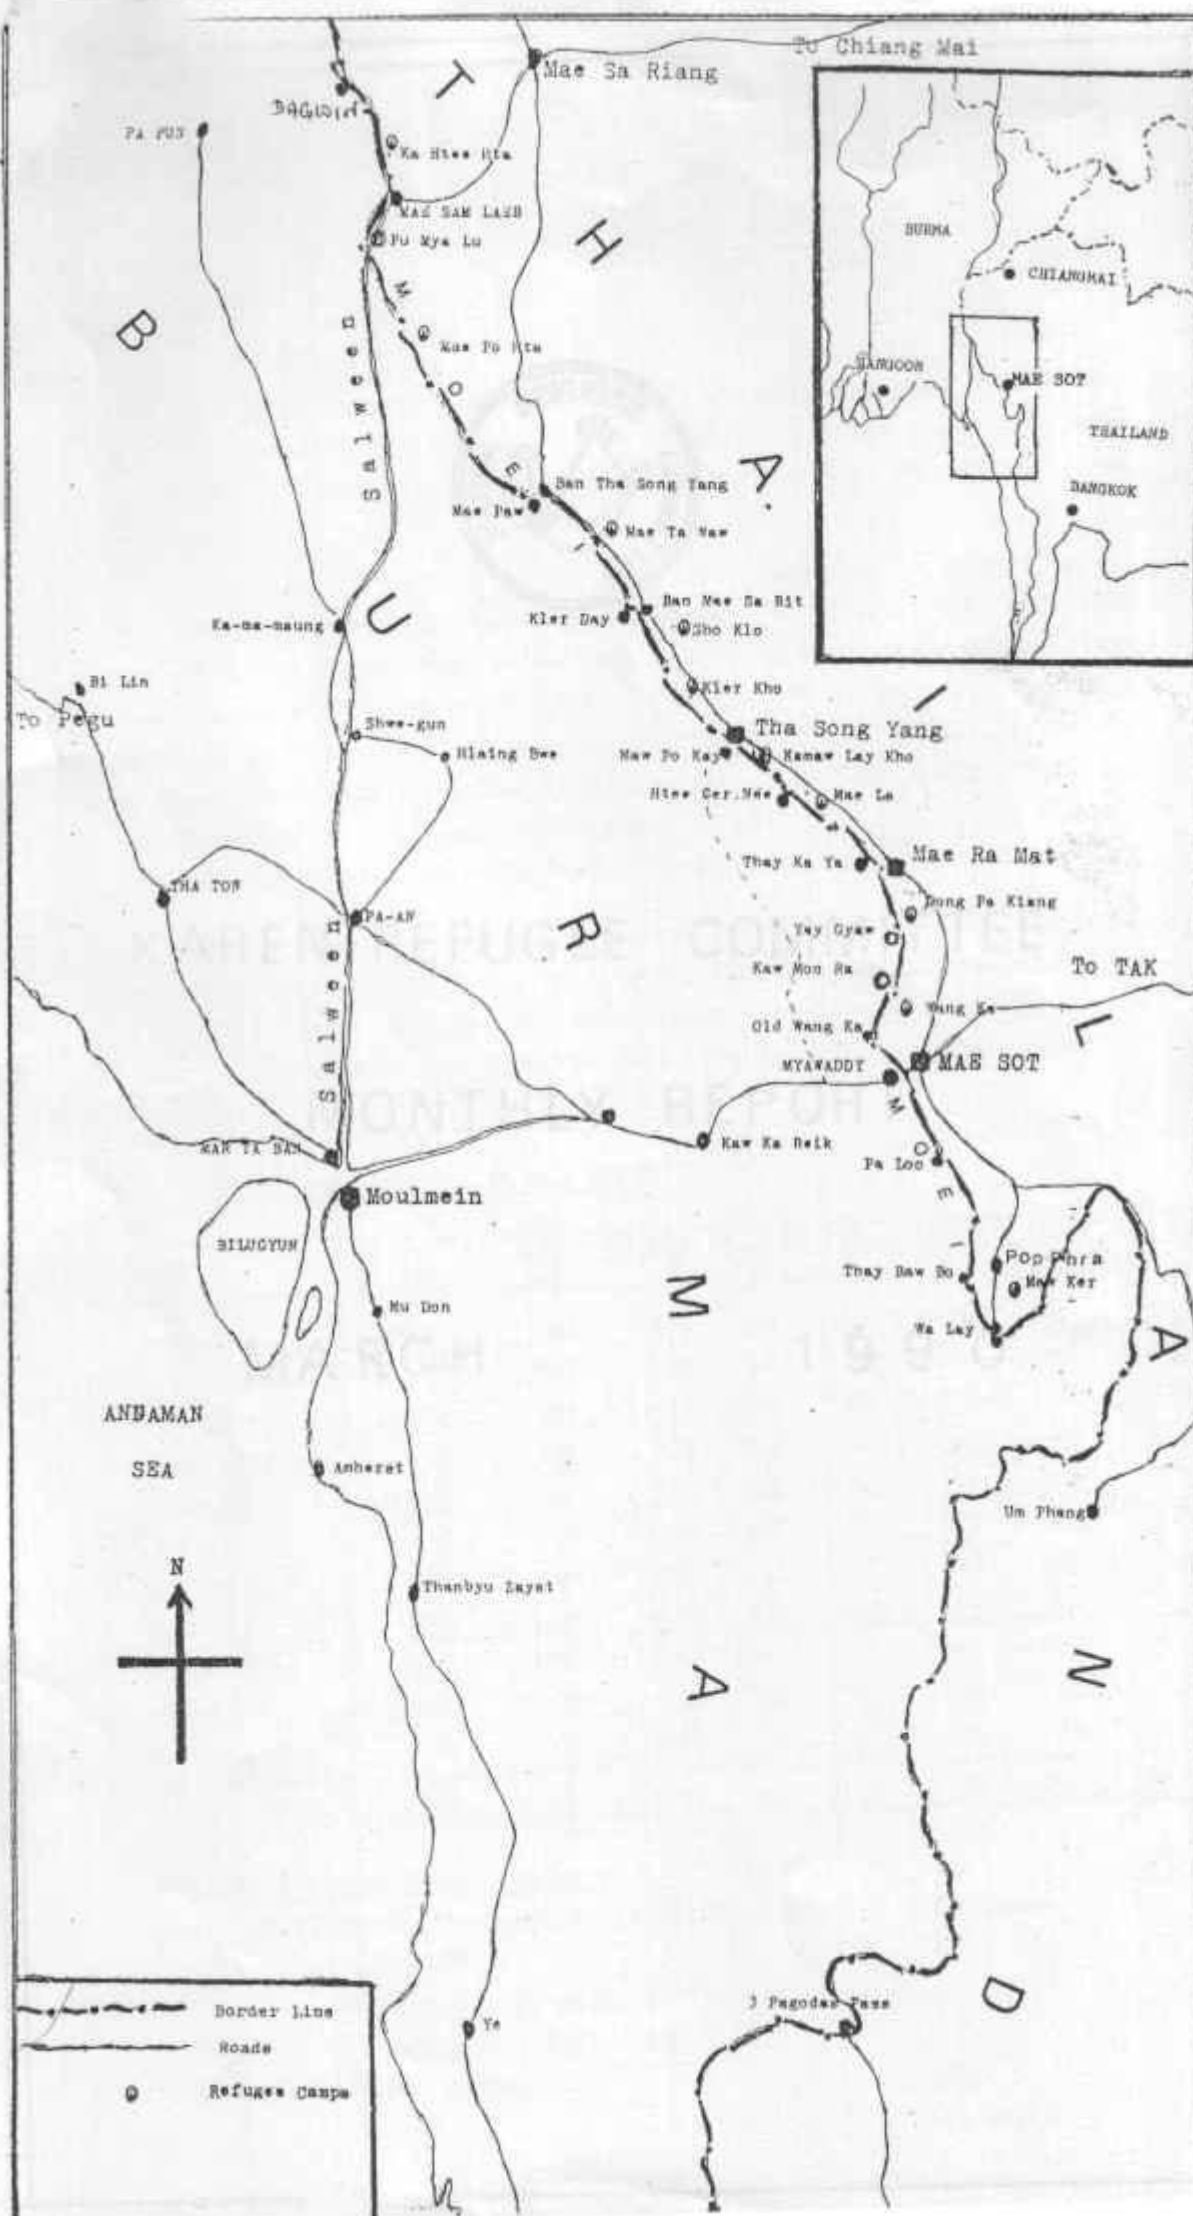 To Chiang Mai
Mae Sa Riang
PA PUN
Ka Htee Hta
MAE SAM LAEB
Pu Mya Lu
T
H
A
I
L
A
N
D
B
U
R
M
A
Salween
M O E I
Mae Po Hta
Ban Tha Song Yang
Mae Paw
Mae Ta Waw
Ban Mae Sa Rit
Kler Day
Sho Klo
Ka-ma-maung
Kler Kho
Bi Lin
To Pegu
Shwe-gun
Hlaing Bwe
Tha Song Yang
Maw Po Kay
Kamaw Lay Kho
Htee Ger.Nee
Mae La
Thay Ka Ya
Mae Ra Mat
THA TON
PA-AN
Dong Pa Kiang
Yay Gyaw
Kaw Moo Ra
To TAK
Salween
Wang Ka
Old Wang Ka
MYAWADDY
MAE SOT
MAR TA BAN
Kaw Ka Reik
M E I
Pa Loo
Moulmein
BILUGYUN
Pop Phra
Maw Ker
Thay Baw Bo
Wa Lay
Mu Don
ANDAMAN
SEA
Amherst
Um Phang
N
Thanbyu Zayat
3 Pagodas Pass
Ye
Border Line
Roads
Refugee Camps
BURMA
CHIANGMAI
RANGOON
MAE SOT
THAILAND
BANGKOK
KAREN REFUGEE COMMITTEE
MONTHLY REPORT
MARCH 1990